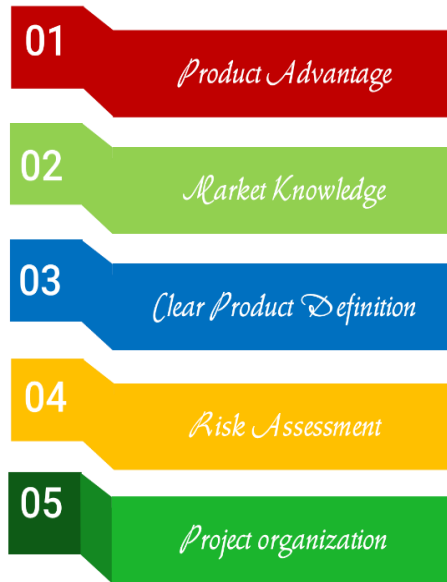 01
Product Advantage
02
Market Knowledge
03
Clear Product Definition
04
Risk Assessment
05
Project organization